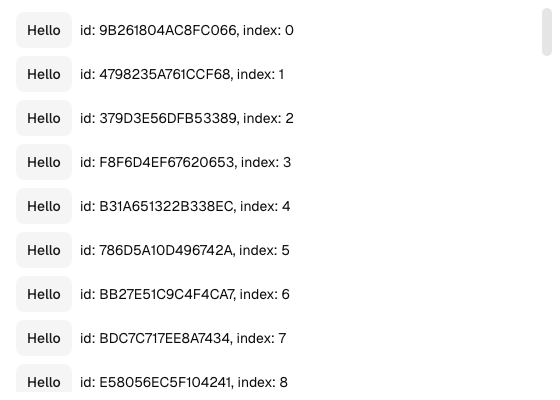 Hello id: 9B261804AC8FC066, index: 0
Hello id: 4798235A761CCF68, index: 1
Hello id: 379D3E56DFB53389, index: 2
Hello id: F8F6D4EF67620653, index: 3
Hello id: B31A651322B338EC, index: 4
Hello id: 786D5A10D496742A, index: 5
Hello id: BB27E51C9C4F4CA7, index: 6
Hello id: BDC7C717EE8A7434, index: 7
Hello id: E58056EC5F104241, index: 8